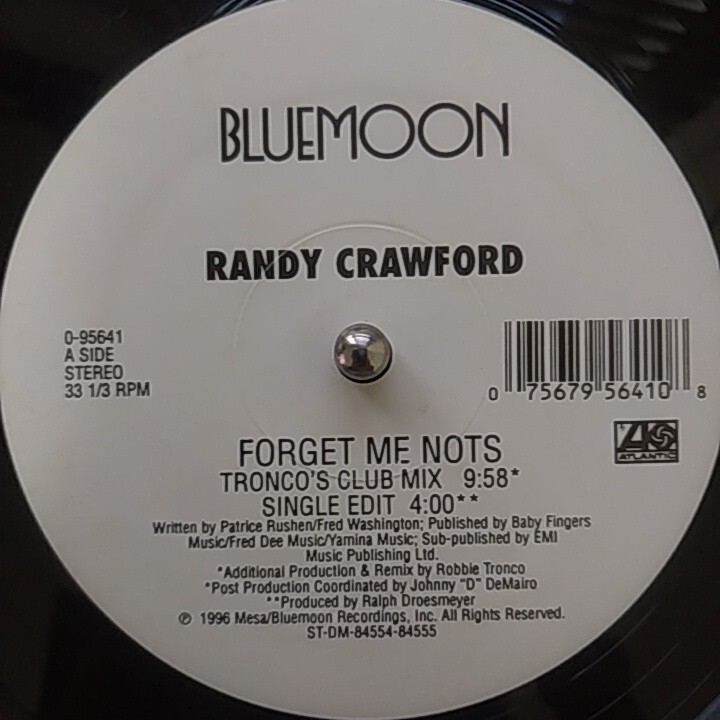 BLUEMOON
RANDY CRAWFORD
0-95641
A SIDE
STEREO
33 1/3 RPM
0 75679 56410 8
ATLANTIC
FORGET ME NOTS
TRONCO'S CLUB MIX 9:58*
SINGLE EDIT 4:00**
Written by Patrice Rushen/Fred Washington; Published by Baby Fingers
Music/Fred Dee Music/Yamina Music; Sub-published by EMI
Music Publishing Ltd.
*Additional Production & Remix by Robbie Tronco
*Post Production Coordinated by Johnny "D" DeMairo
**Produced by Ralph Droesmeyer
℗ 1996 Mesa/Bluemoon Recordings, Inc. All Rights Reserved.
ST-DM-84554-84555